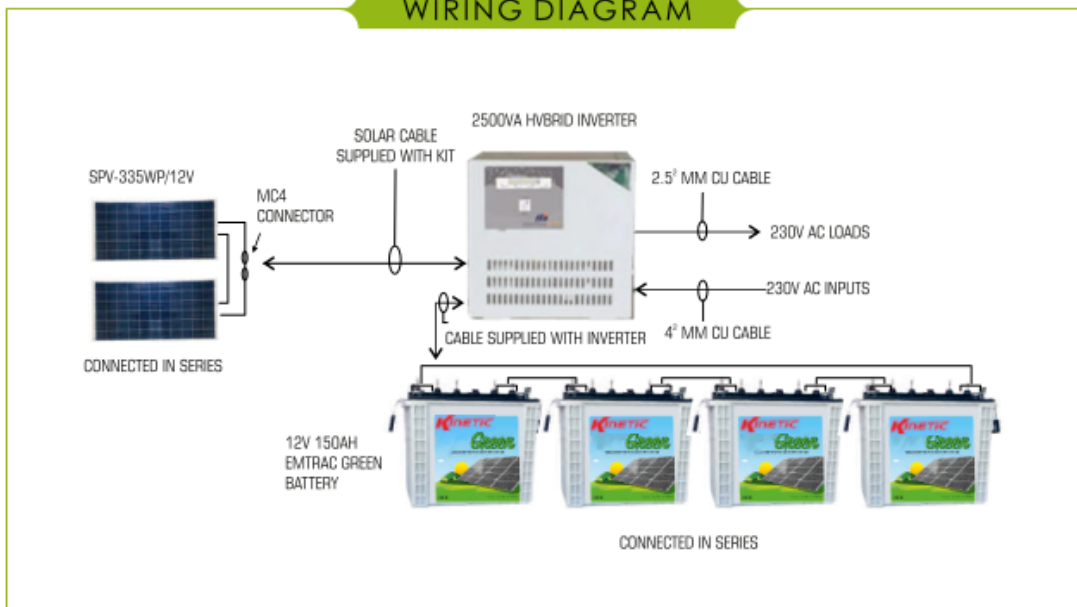 WIRING DIAGRAM
2500VA HVBRID INVERTER
SOLAR CABLE
SUPPLIED WITH KIT
SPV-335WP/12V
MC4
CONNECTOR
2.5² MM CU CABLE
230V AC LOADS
230V AC INPUTS
4² MM CU CABLE
CABLE SUPPLIED WITH INVERTER
CONNECTED IN SERIES
12V 150AH
EMTRAC GREEN
BATTERY
KINETIC
Green
KINETIC
Green
KINETIC
Green
KINETIC
Green
CONNECTED IN SERIES